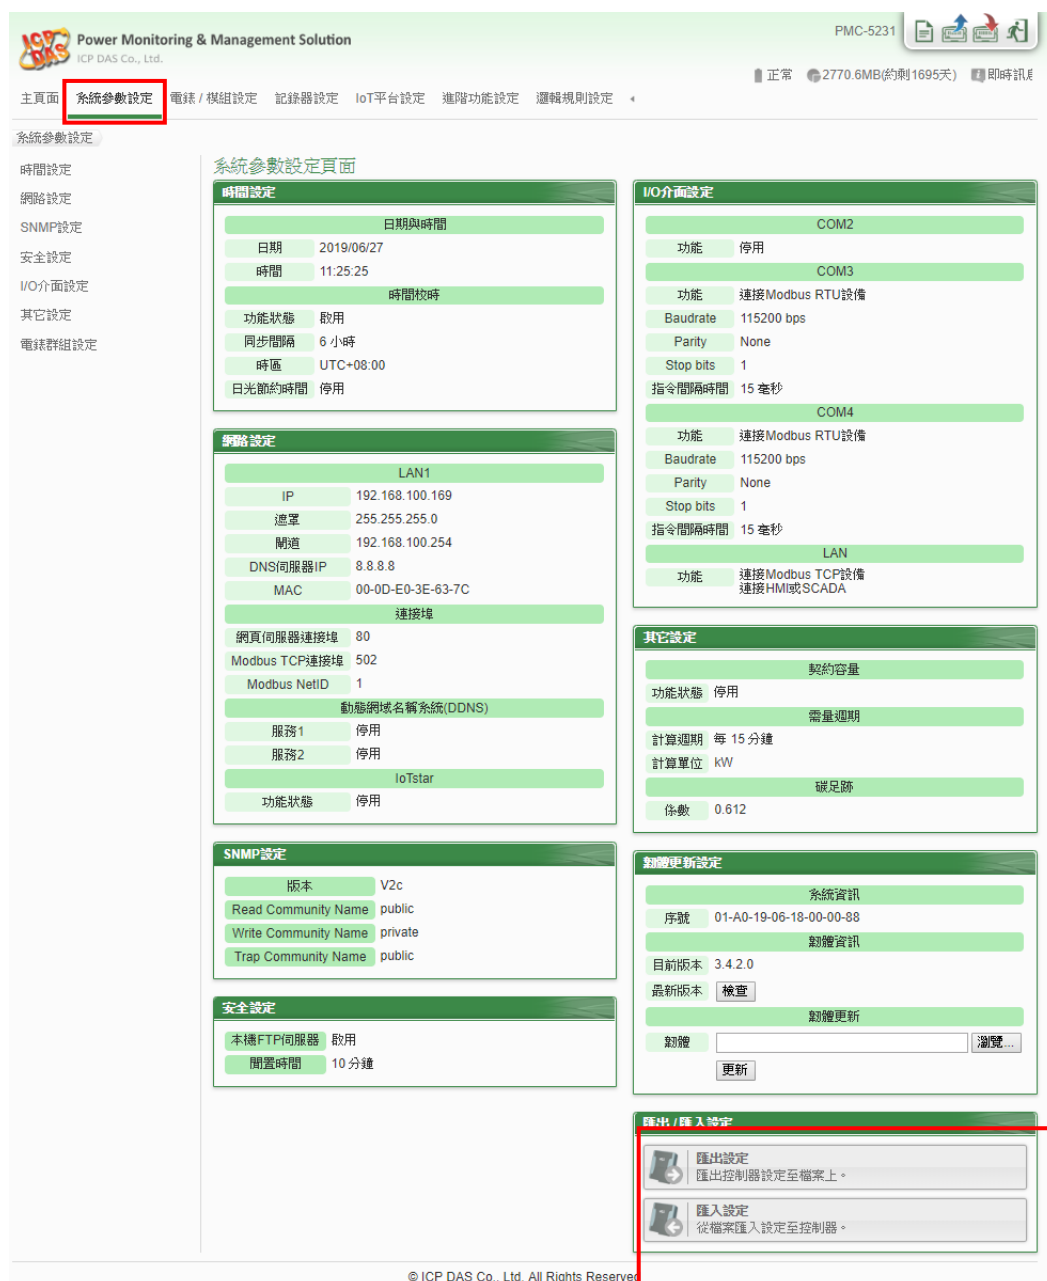 ICP DAS
Power Monitoring & Management Solution
ICP DAS Co., Ltd.
PMC-5231
正常 2770.6MB(約剩1695天) 即時訊息
主頁面 系統參數設定 電錶 / 模組設定 記錄器設定 IoT平台設定 進階功能設定 邏輯規則設定
系統參數設定
時間設定
網路設定
SNMP設定
安全設定
I/O介面設定
其它設定
電錶群組設定
系統參數設定頁面
時間設定
日期與時間
日期 2019/06/27
時間 11:25:25
時間校時
功能狀態 啟用
同步間隔 6 小時
時區 UTC+08:00
日光節約時間 停用
網路設定
LAN1
IP 192.168.100.169
遮罩 255.255.255.0
閘道 192.168.100.254
DNS伺服器IP 8.8.8.8
MAC 00-0D-E0-3E-63-7C
連接埠
網頁伺服器連接埠 80
Modbus TCP連接埠 502
Modbus NetID 1
動態網域名稱系統(DDNS)
服務1 停用
服務2 停用
IoTstar
功能狀態 停用
SNMP設定
版本 V2c
Read Community Name public
Write Community Name private
Trap Community Name public
安全設定
本機FTP伺服器 啟用
閒置時間 10 分鐘
I/O介面設定
COM2
功能 停用
COM3
功能 連接Modbus RTU設備
Baudrate 115200 bps
Parity None
Stop bits 1
指令間隔時間 15 毫秒
COM4
功能 連接Modbus RTU設備
Baudrate 115200 bps
Parity None
Stop bits 1
指令間隔時間 15 毫秒
LAN
功能 連接Modbus TCP設備
連接HMI或SCADA
其它設定
契約容量
功能狀態 停用
需量週期
計算週期 每 15 分鐘
計算單位 kW
碳足跡
係數 0.612
韌體更新設定
系統資訊
序號 01-A0-19-06-18-00-00-88
韌體資訊
目前版本 3.4.2.0
最新版本 檢查
韌體更新
韌體 瀏覽...
更新
匯出 / 匯入設定
匯出設定
匯出控制器設定至檔案上。
匯入設定
從檔案匯入設定至控制器。
© ICP DAS Co., Ltd. All Rights Reserved